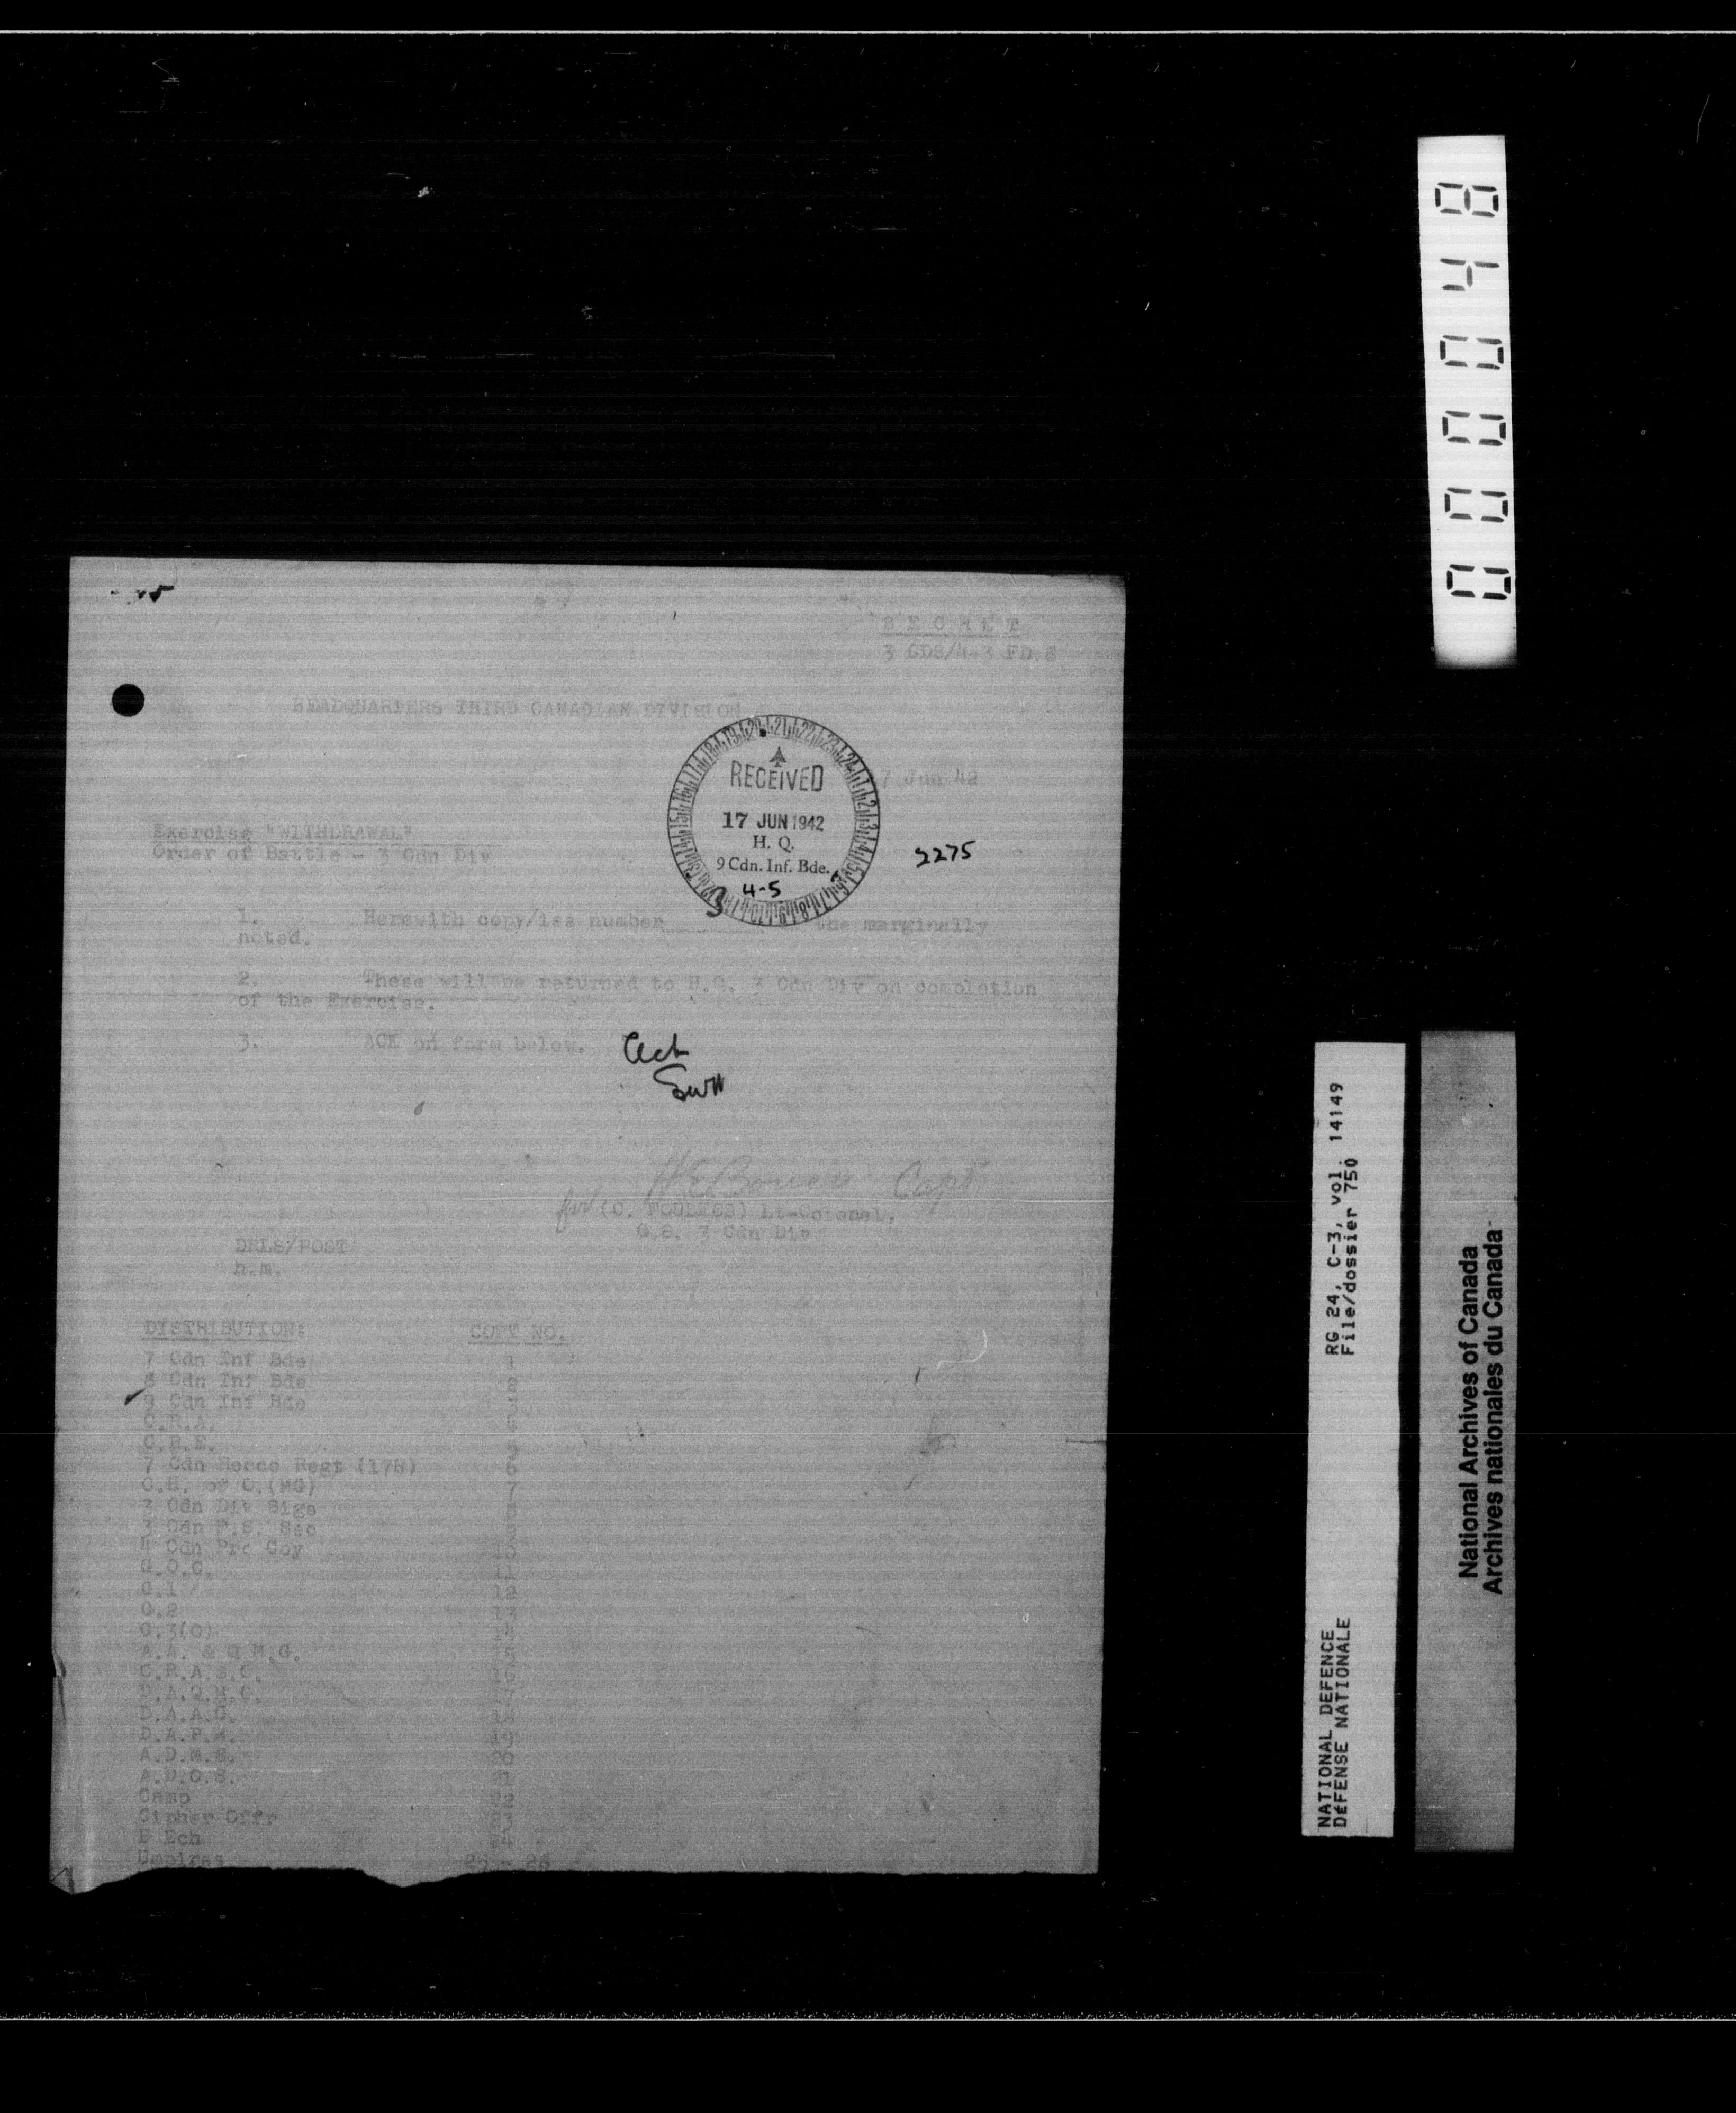 SECRET
3 CDS/4-3 FD.8
HEADQUARTERS THIRD CANADIAN DIVISION
7 Jun 42
RECEIVED
17 JUN 1942
H. Q.
9 Cdn. Inf. Bde.
4-5
2275
Exercise "WITHDRAWAL"
Order of Battle - 3 Cdn Div
1. Herewith copy/ies number 3 the marginally
noted.
2. These will be returned to H.Q. 3 Cdn Div on completion
of the Exercise.
3. ACK on form below.
Ack
Capt
for (C. FOULKES) Lt-Colonel,
G.S. 3 Cdn Div
DRLS/POST
h.m.
DISTRIBUTION: COPY NO.
7 Cdn Inf Bde 1
8 Cdn Inf Bde 2
9 Cdn Inf Bde 3
C.R.A. 4
C.R.E. 5
7 Cdn Recce Regt (17H) 6
C.H. of O.(MG) 7
3 Cdn Div Sigs 8
3 Cdn F.S. Sec 9
4 Cdn Pro Coy 10
G.O.C. 11
G.1 12
G.2 13
G.3(O) 14
A.A. & Q.M.G. 15
C.R.A.S.C. 16
D.A.Q.M.G. 17
D.A.A.G. 18
D.A.P.M. 19
A.D.M.S. 20
A.D.O.S. 21
Camp 22
Cipher Offr 23
B Ech 24
Umpires 25 - 26
000048
RG 24, C-3, vol. 14149
File/dossier 750
NATIONAL DEFENCE
DÉFENSE NATIONALE
National Archives of Canada
Archives nationales du Canada